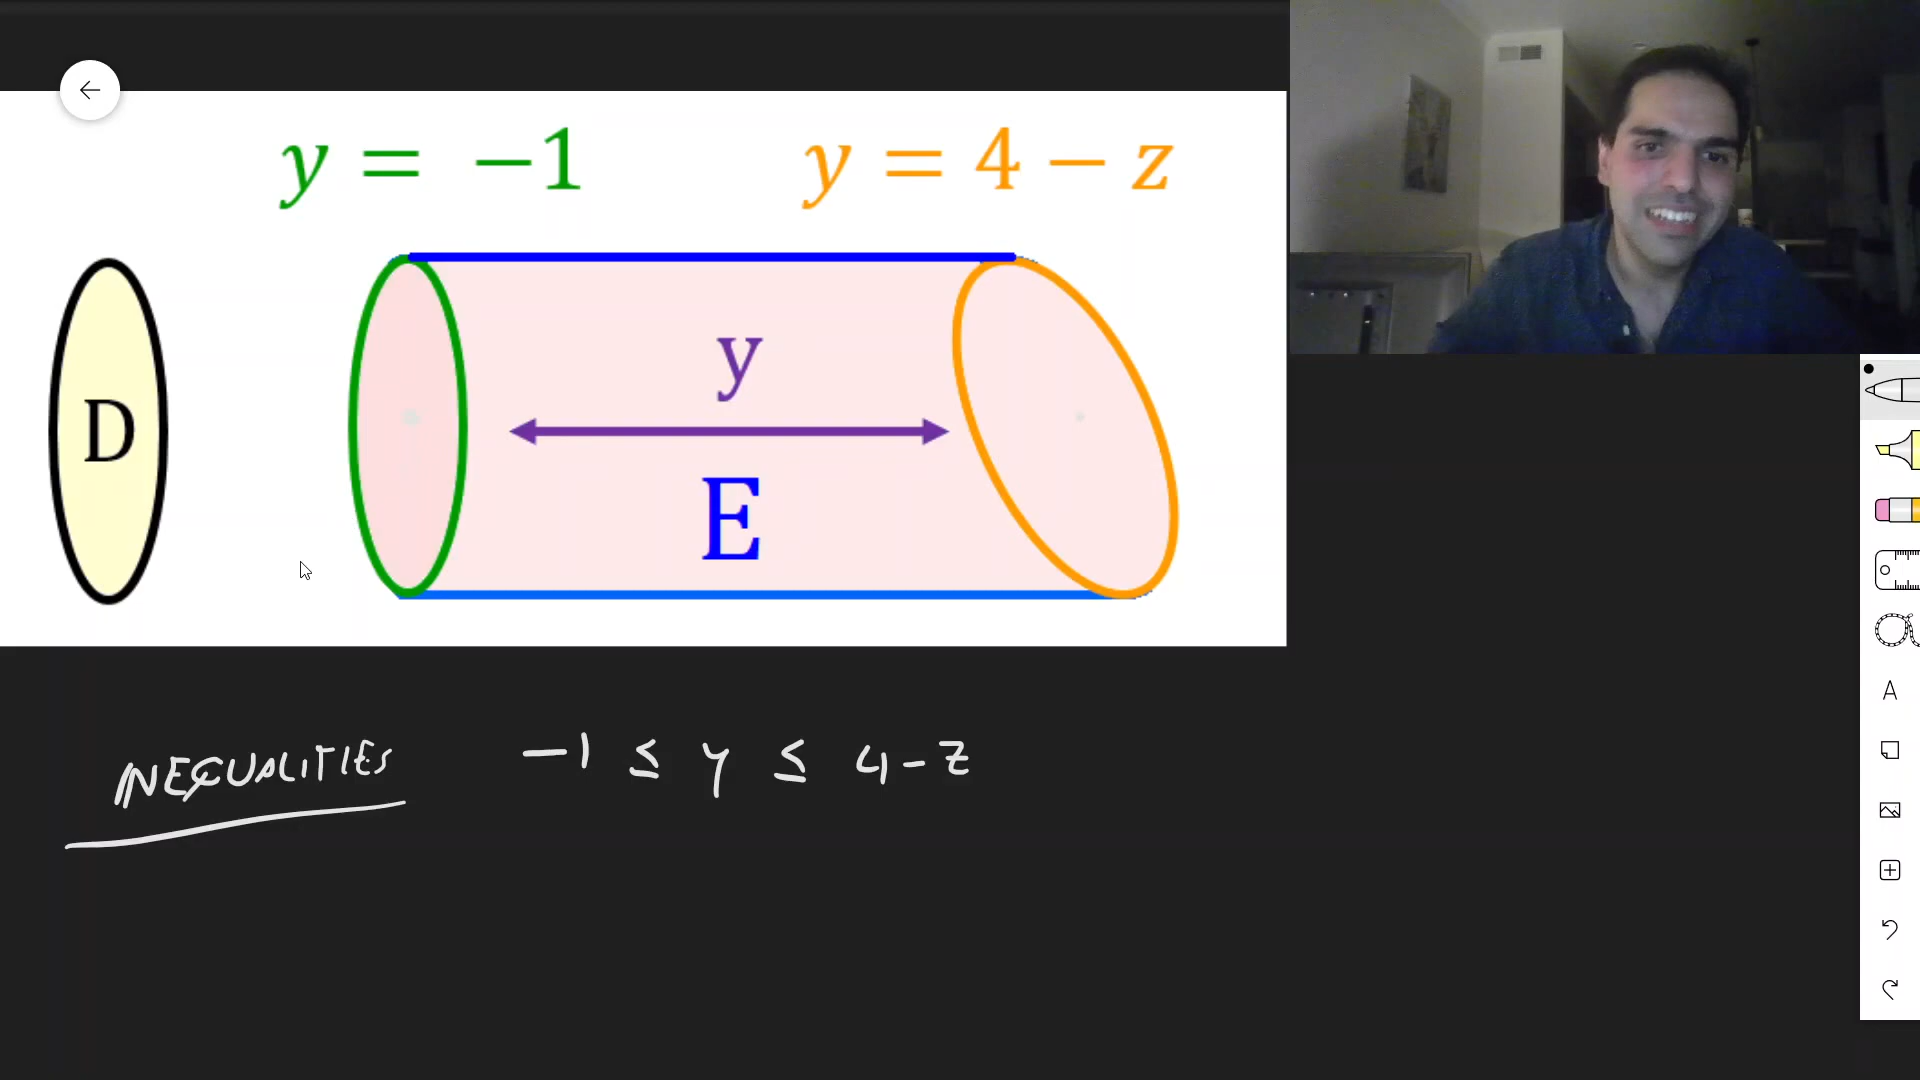 y = −1
y = 4 − z
D
y
E
INEQUALITIES −1 ≤ y ≤ 4−z
A